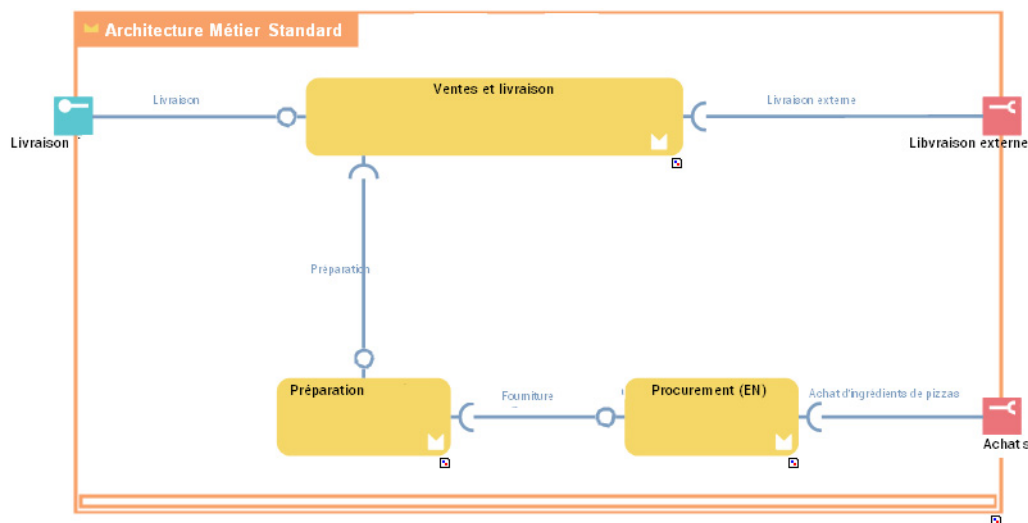 Architecture Métier Standard
Ventes et livraison
Livraison
Livraison externe
Livraison
Libvraison externe
Préparation
Préparation
Fourniture
Procurement (EN)
Achat d'ingrédients de pizzas
Achats